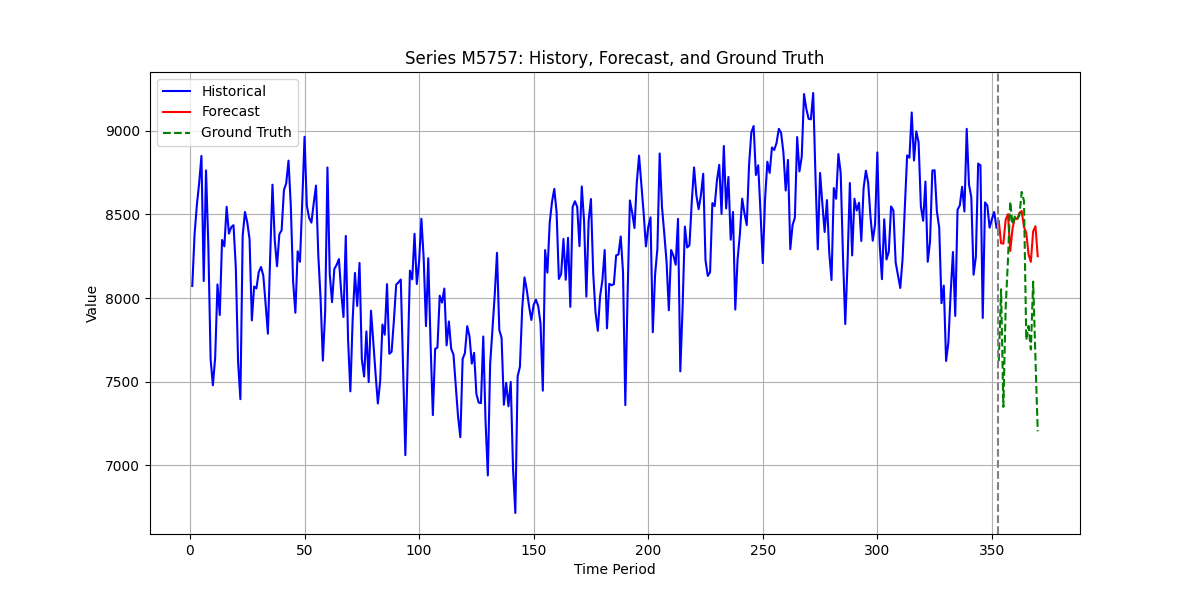 Series M5757: History, Forecast, and Ground Truth
Historical
Forecast
Ground Truth
9000
8500
8000
7500
7000
Value
0 50 100 150 200 250 300 350
Time Period